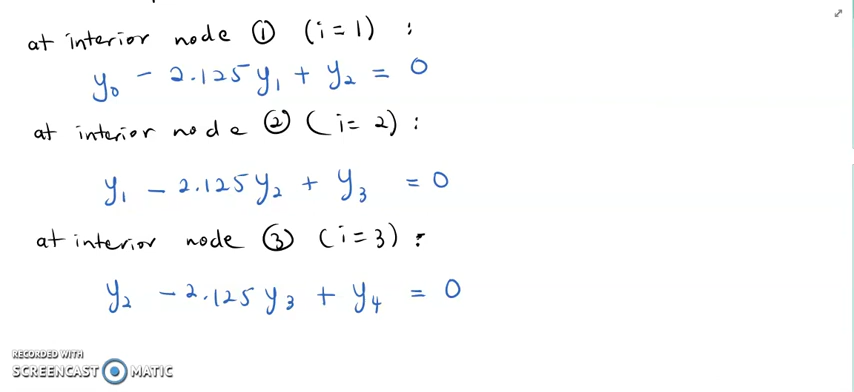 at interior node ① (i = 1) :
y₀ - 2.125 y₁ + y₂ = 0
at interior node ② (i = 2) :
y₁ - 2.125 y₂ + y₃ = 0
at interior node ③ (i = 3) :
y₂ - 2.125 y₃ + y₄ = 0
RECORDED WITH
SCREENCAST MATIC